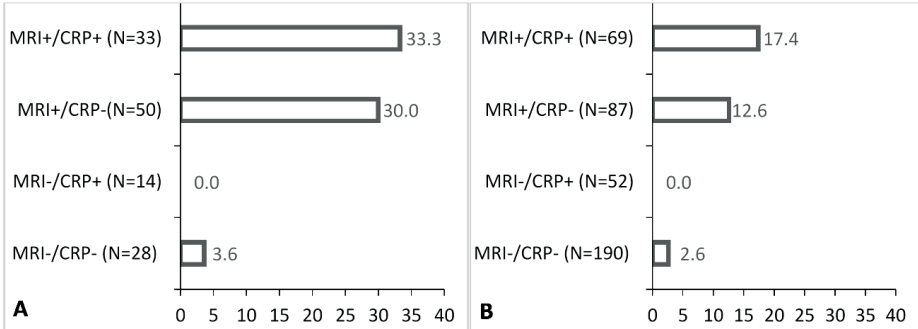 MRI+/CRP+ (N=33) 33.3
MRI+/CRP-(N=50) 30.0
MRI-/CRP+ (N=14) 0.0
MRI-/CRP- (N=28) 3.6
0 5 10 15 20 25 30 35 40
A
MRI+/CRP+ (N=69) 17.4
MRI+/CRP- (N=87) 12.6
MRI-/CRP+ (N=52) 0.0
MRI-/CRP- (N=190) 2.6
0 5 10 15 20 25 30 35 40
B